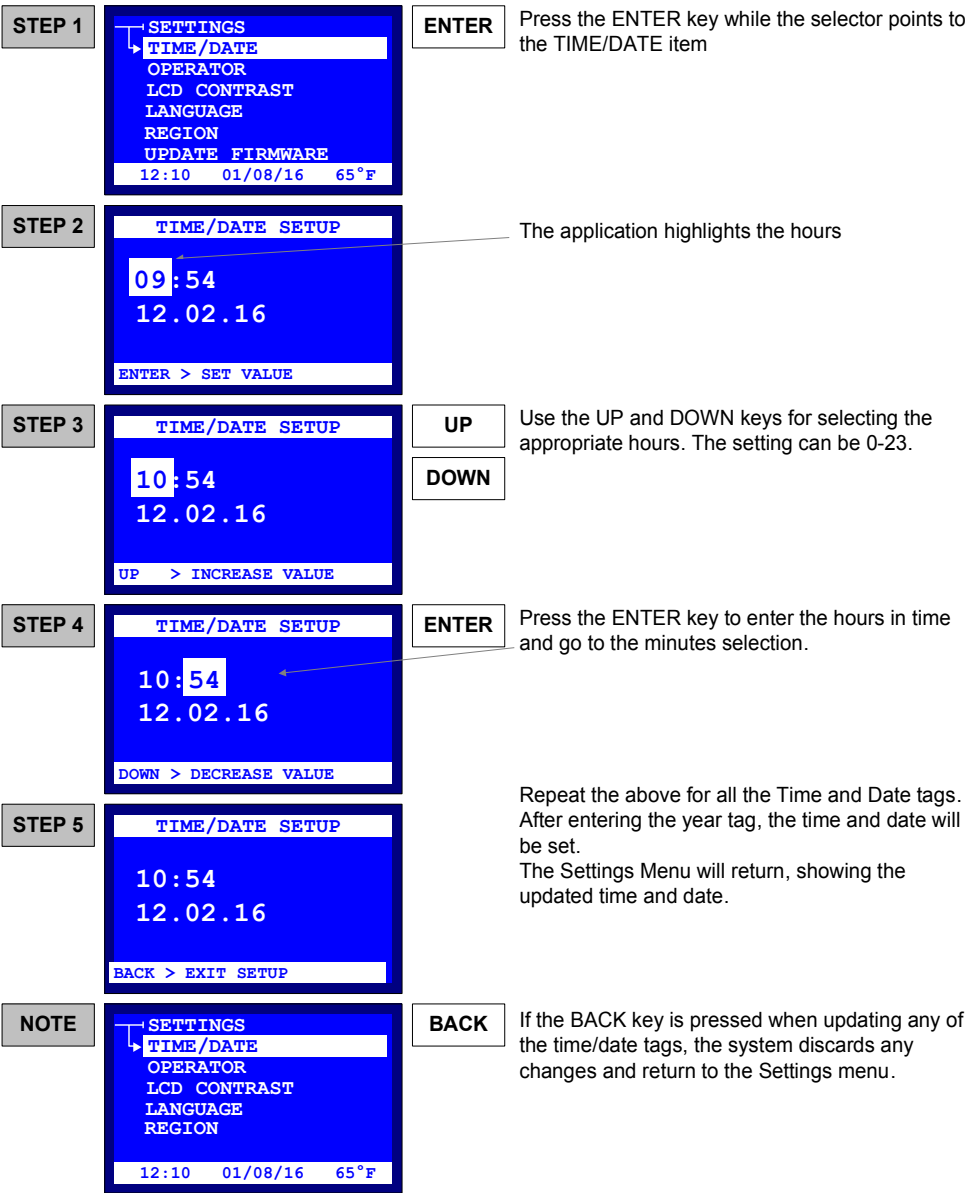 STEP 1
SETTINGS
TIME/DATE
OPERATOR
LCD CONTRAST
LANGUAGE
REGION
UPDATE FIRMWARE
12:10 01/08/16 65°F
ENTER
Press the ENTER key while the selector points to
the TIME/DATE item
STEP 2
TIME/DATE SETUP
09:54
12.02.16
ENTER > SET VALUE
The application highlights the hours
STEP 3
TIME/DATE SETUP
10:54
12.02.16
UP > INCREASE VALUE
UP
DOWN
Use the UP and DOWN keys for selecting the
appropriate hours. The setting can be 0-23.
STEP 4
TIME/DATE SETUP
10:54
12.02.16
DOWN > DECREASE VALUE
ENTER
Press the ENTER key to enter the hours in time
and go to the minutes selection.
STEP 5
TIME/DATE SETUP
10:54
12.02.16
BACK > EXIT SETUP
Repeat the above for all the Time and Date tags.
After entering the year tag, the time and date will
be set.
The Settings Menu will return, showing the
updated time and date.
NOTE
SETTINGS
TIME/DATE
OPERATOR
LCD CONTRAST
LANGUAGE
REGION
12:10 01/08/16 65°F
BACK
If the BACK key is pressed when updating any of
the time/date tags, the system discards any
changes and return to the Settings menu.